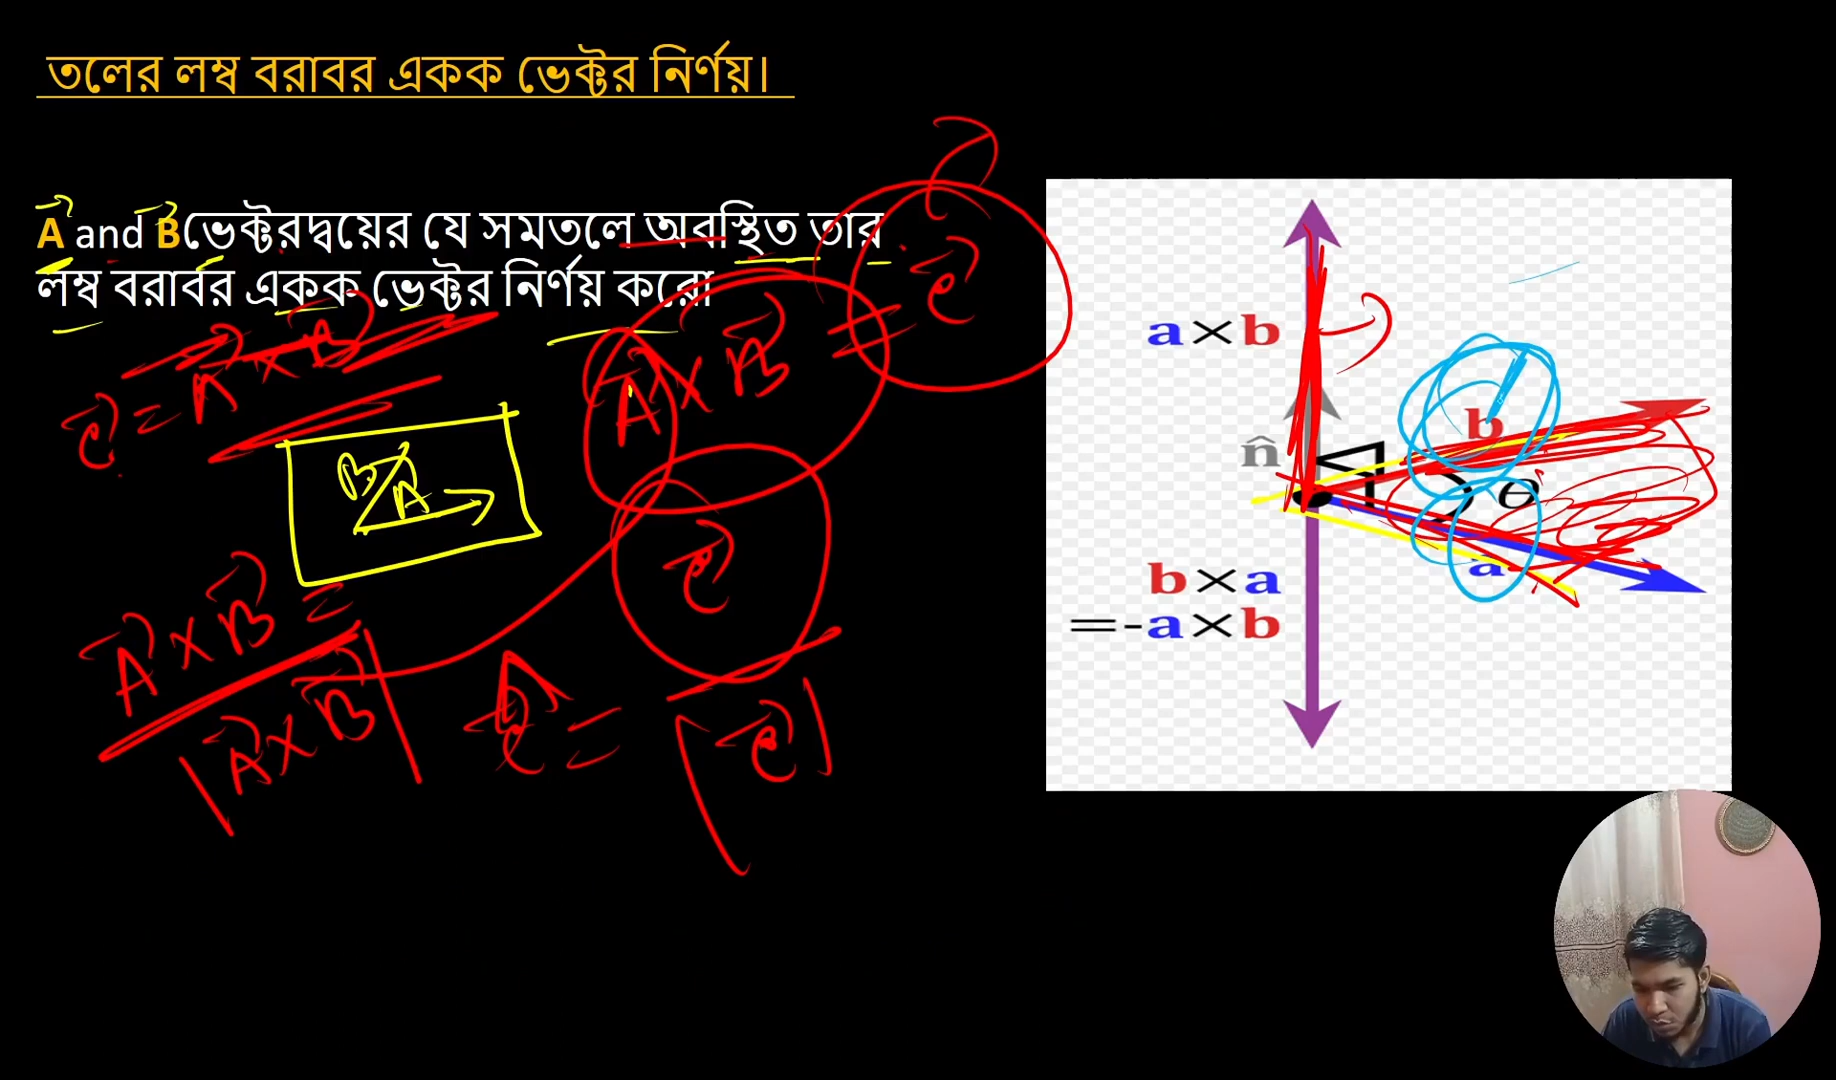 তলের লম্ব বরাবর একক ভেক্টর নির্ণয়।
A and Bভেক্টরদ্বয়ের যে সমতলে অবস্থিত তার
লম্ব বরাবর একক ভেক্টর নির্ণয় করো
A × B = e
e = A × B
B
A
e
A × B =
|A × B|
e = |e|
a×b
n̂
b
θ
a
b×a
=-a×b